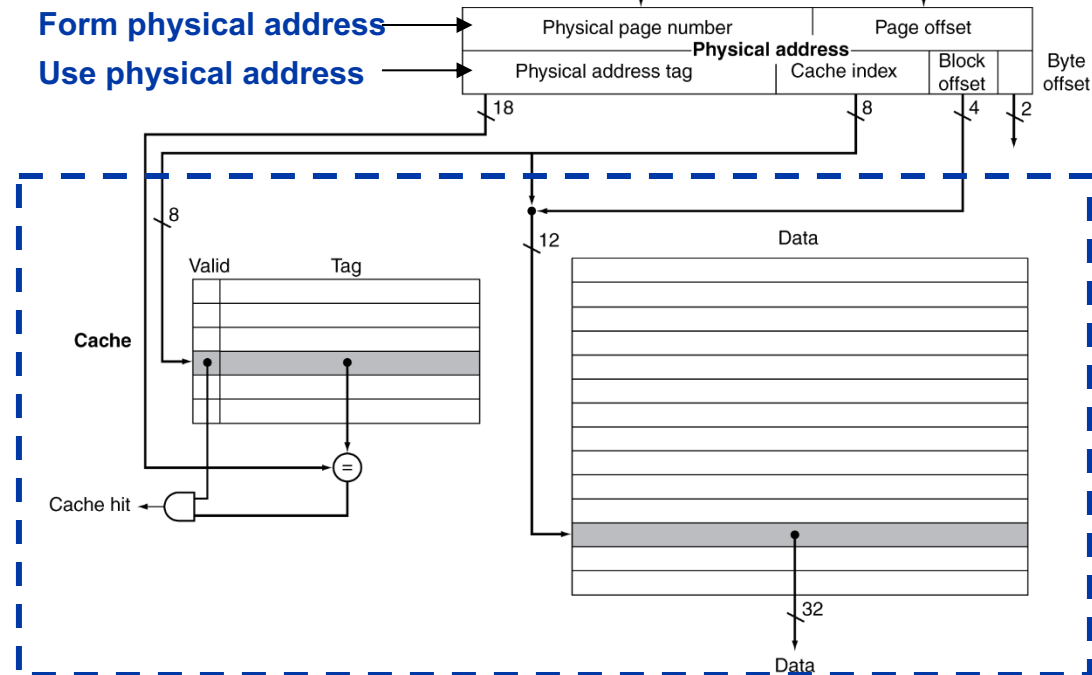 Form physical address
Physical page number
Page offset
Physical address
Use physical address
Physical address tag
Cache index
Block
offset
Byte
offset
18
8
4
2
8
12
Data
Valid
Tag
Cache
=
Cache hit
32
Data